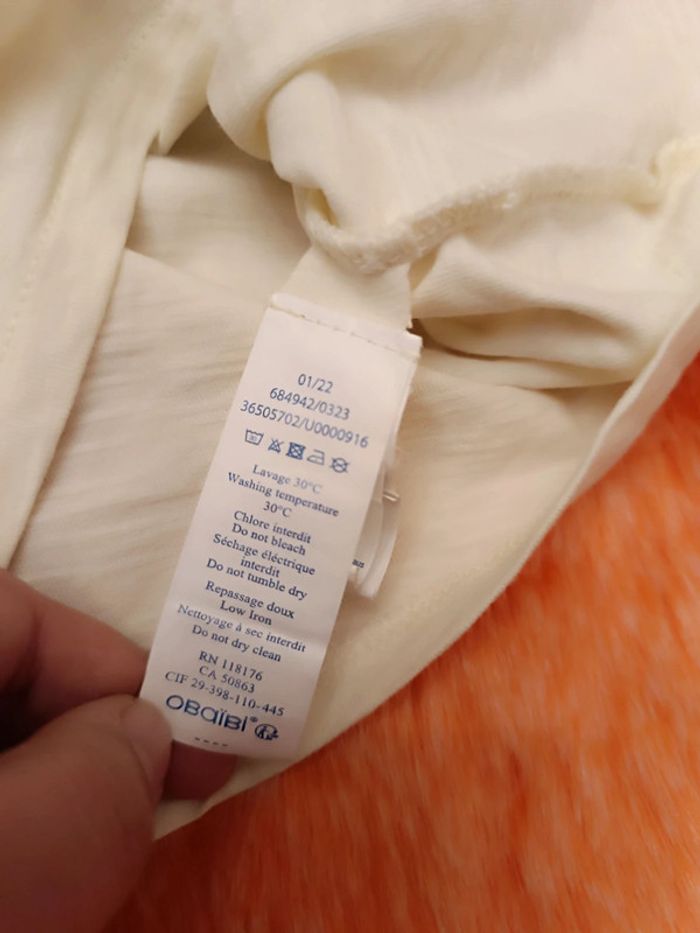 01/22
684942/0323
36505702/U0000916
Lavage 30°C
Washing temperature
30°C
Chlore interdit
Do not bleach
Séchage électrique
interdit
Do not tumble dry
Repassage doux
Low Iron
Nettoyage à sec interdit
Do not dry clean
RN 118176
CA 50863
CIF 29-398-110-445
OBaïBi®